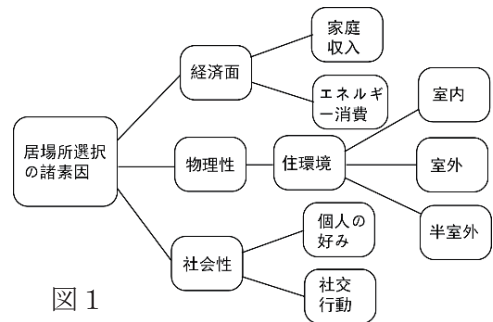 居場所選択
の諸素因
経済面
家庭
収入
エネルギ
ー消費
物理性
住環境
室内
室外
半室外
社会性
個人の
好み
社交
行動
図1